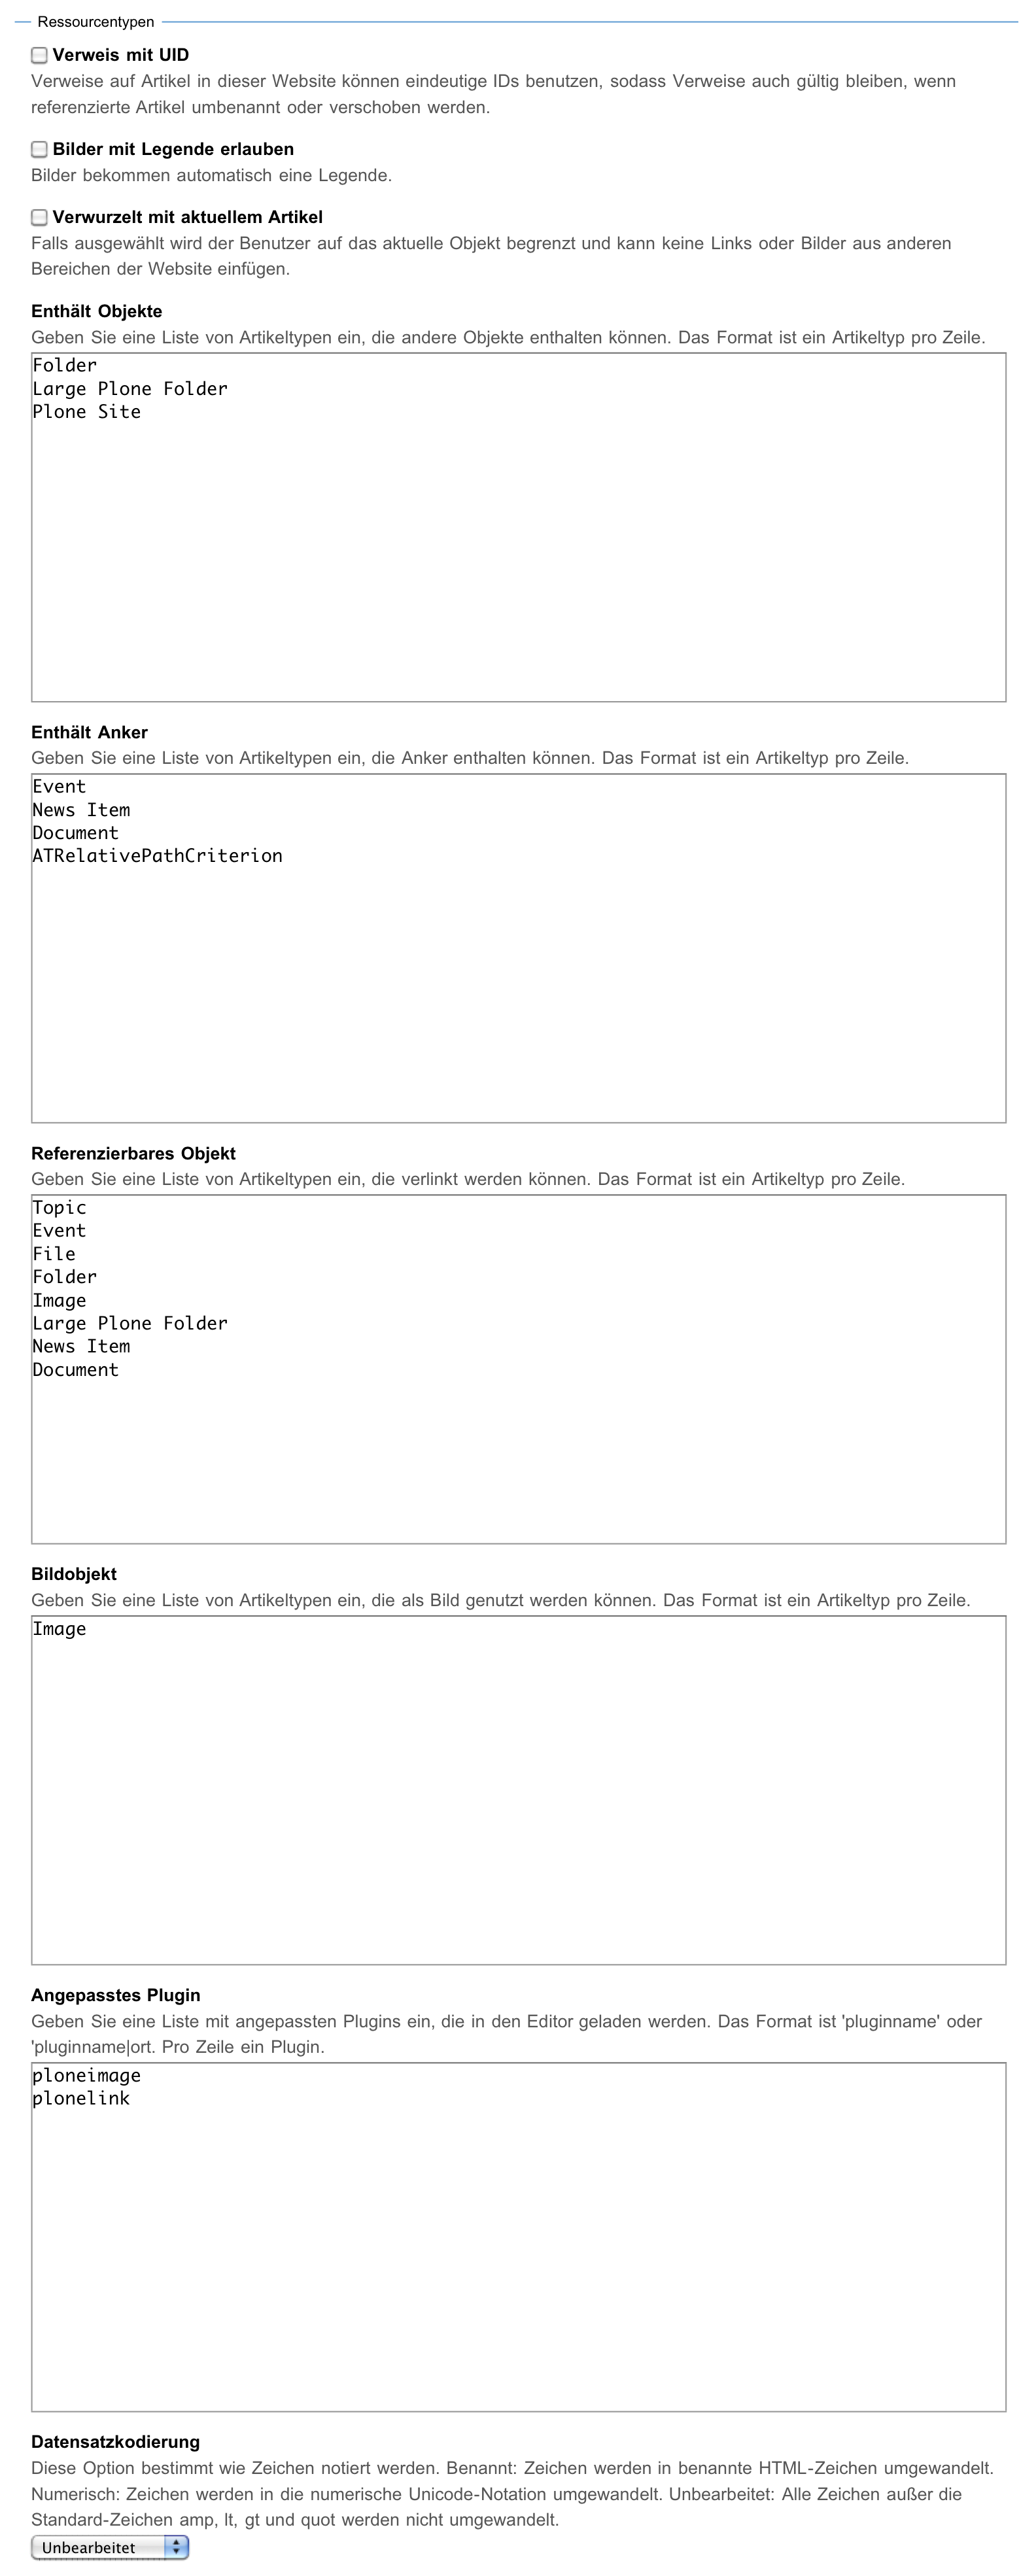 Ressourcentypen
Verweis mit UID
Verweise auf Artikel in dieser Website können eindeutige IDs benutzen, sodass Verweise auch gültig bleiben, wenn
referenzierte Artikel umbenannt oder verschoben werden.
Bilder mit Legende erlauben
Bilder bekommen automatisch eine Legende.
Verwurzelt mit aktuellem Artikel
Falls ausgewählt wird der Benutzer auf das aktuelle Objekt begrenzt und kann keine Links oder Bilder aus anderen
Bereichen der Website einfügen.
Enthält Objekte
Geben Sie eine Liste von Artikeltypen ein, die andere Objekte enthalten können. Das Format ist ein Artikeltyp pro Zeile.
Folder
Large Plone Folder
Plone Site
Enthält Anker
Geben Sie eine Liste von Artikeltypen ein, die Anker enthalten können. Das Format ist ein Artikeltyp pro Zeile.
Event
News Item
Document
ATRelativePathCriterion
Referenzierbares Objekt
Geben Sie eine Liste von Artikeltypen ein, die verlinkt werden können. Das Format ist ein Artikeltyp pro Zeile.
Topic
Event
File
Folder
Image
Large Plone Folder
News Item
Document
Bildobjekt
Geben Sie eine Liste von Artikeltypen ein, die als Bild genutzt werden können. Das Format ist ein Artikeltyp pro Zeile.
Image
Angepasstes Plugin
Geben Sie eine Liste mit angepassten Plugins ein, die in den Editor geladen werden. Das Format ist 'pluginname' oder
'pluginname|ort. Pro Zeile ein Plugin.
ploneimage
plonelink
Datensatzkodierung
Diese Option bestimmt wie Zeichen notiert werden. Benannt: Zeichen werden in benannte HTML-Zeichen umgewandelt.
Numerisch: Zeichen werden in die numerische Unicode-Notation umgewandelt. Unbearbeitet: Alle Zeichen außer die
Standard-Zeichen amp, lt, gt und quot werden nicht umgewandelt.
Unbearbeitet